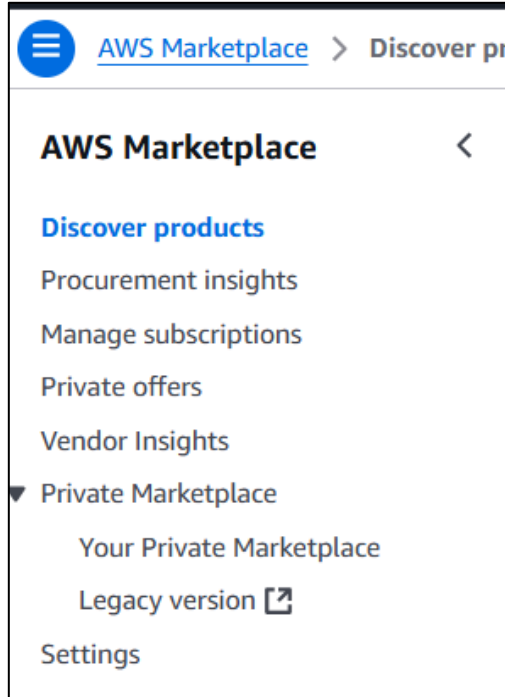 AWS Marketplace > Discover pr
AWS Marketplace
Discover products
Procurement insights
Manage subscriptions
Private offers
Vendor Insights
Private Marketplace
Your Private Marketplace
Legacy version
Settings